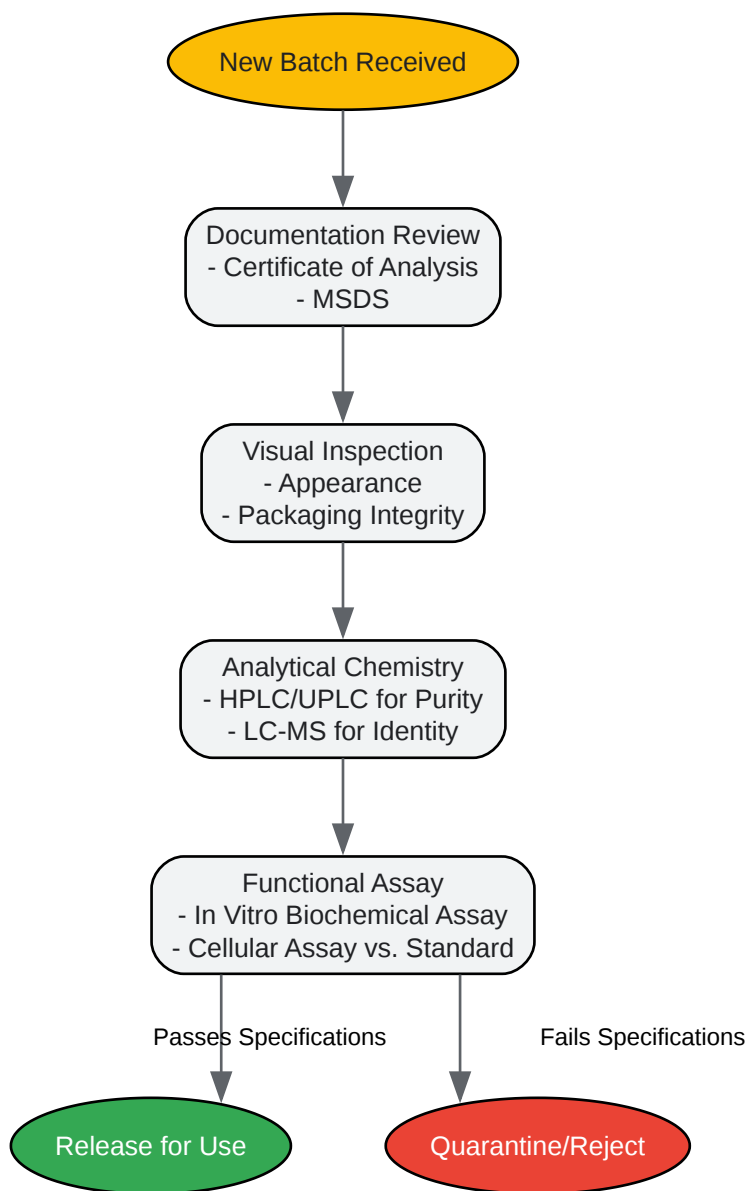 New Batch Received
Documentation Review
- Certificate of Analysis
- MSDS
Visual Inspection
- Appearance
- Packaging Integrity
Analytical Chemistry
- HPLC/UPLC for Purity
- LC-MS for Identity
Functional Assay
- In Vitro Biochemical Assay
- Cellular Assay vs. Standard
Passes Specifications
Fails Specifications
Release for Use
Quarantine/Reject